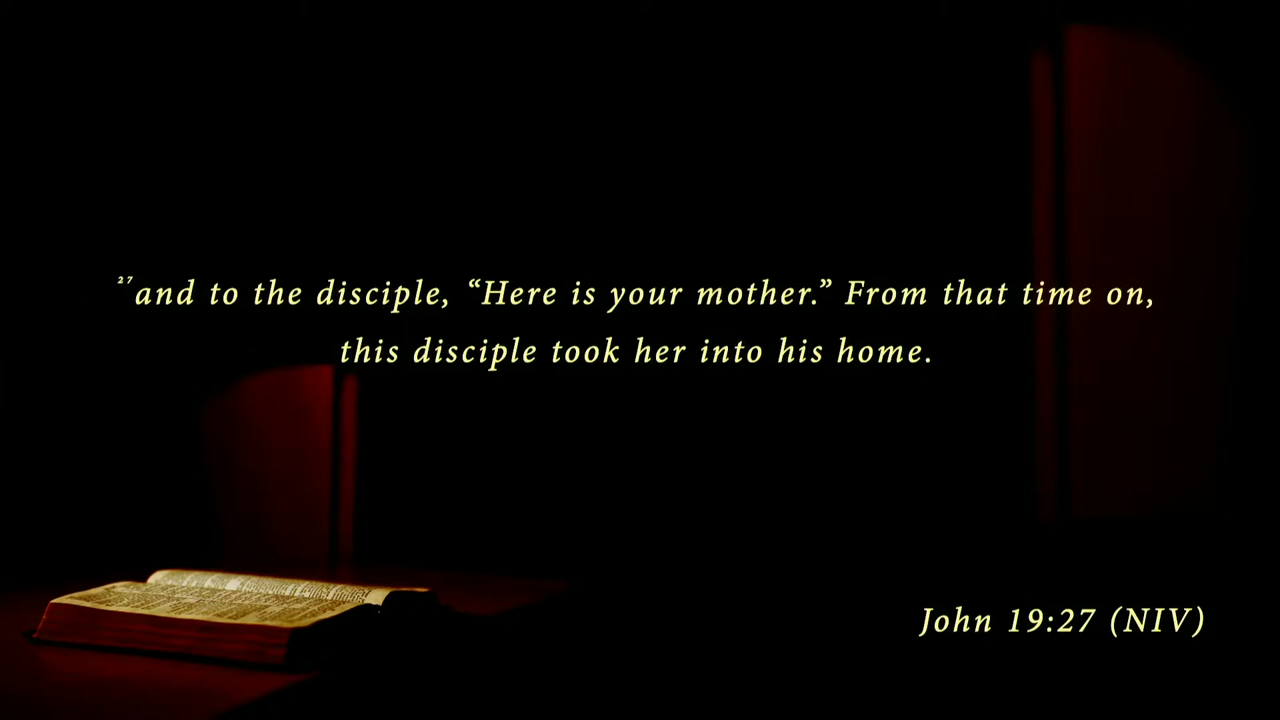 ²⁷and to the disciple, “Here is your mother.” From that time on,
this disciple took her into his home.
John 19:27 (NIV)